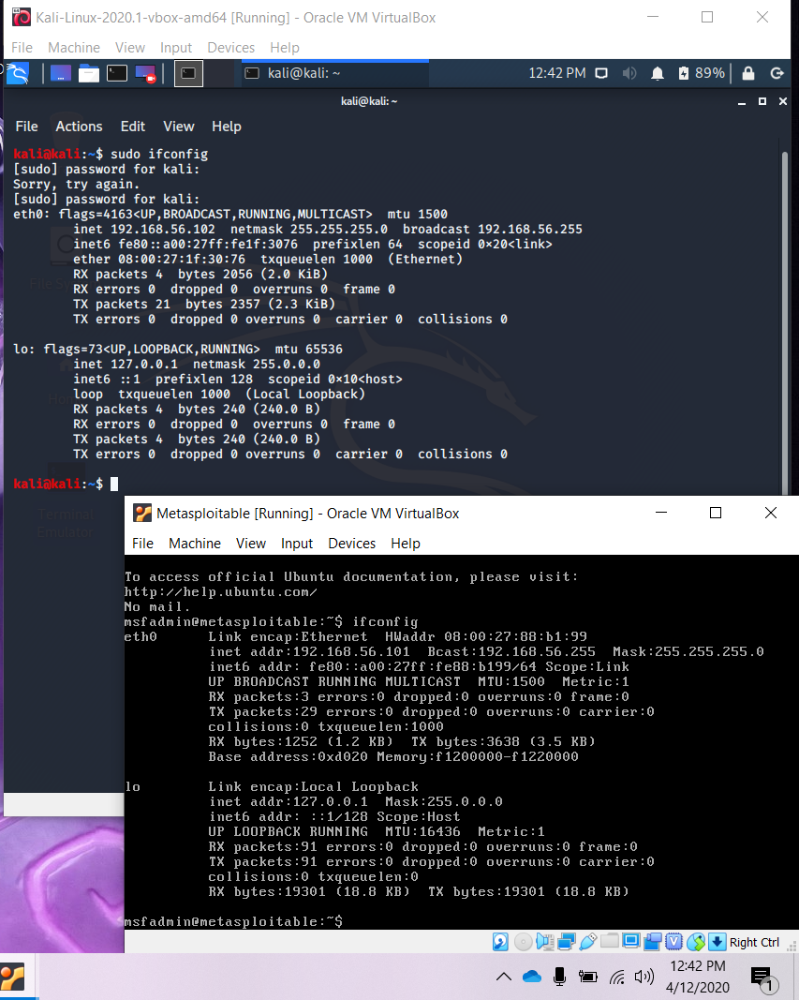 Kali-Linux-2020.1-vbox-amd64 [Running] - Oracle VM VirtualBox
File Machine View Input Devices Help
kali@kali: ~ 12:42 PM 89%
kali@kali: ~
File Actions Edit View Help
kali@kali:~$ sudo ifconfig
[sudo] password for kali:
Sorry, try again.
[sudo] password for kali:
eth0: flags=4163<UP,BROADCAST,RUNNING,MULTICAST>  mtu 1500
        inet 192.168.56.102  netmask 255.255.255.0  broadcast 192.168.56.255
        inet6 fe80::a00:27ff:fe1f:3076  prefixlen 64  scopeid 0×20<link>
        ether 08:00:27:1f:30:76  txqueuelen 1000  (Ethernet)
        RX packets 4  bytes 2056 (2.0 KiB)
        RX errors 0  dropped 0  overruns 0  frame 0
        TX packets 21  bytes 2357 (2.3 KiB)
        TX errors 0  dropped 0 overruns 0  carrier 0  collisions 0
lo: flags=73<UP,LOOPBACK,RUNNING>  mtu 65536
        inet 127.0.0.1  netmask 255.0.0.0
        inet6 ::1  prefixlen 128  scopeid 0×10<host>
        loop  txqueuelen 1000  (Local Loopback)
        RX packets 4  bytes 240 (240.0 B)
        RX errors 0  dropped 0  overruns 0  frame 0
        TX packets 4  bytes 240 (240.0 B)
        TX errors 0  dropped 0 overruns 0  carrier 0  collisions 0
kali@kali:~$
Terminal
Emulator
Metasploitable [Running] - Oracle VM VirtualBox
File Machine View Input Devices Help
To access official Ubuntu documentation, please visit:
http://help.ubuntu.com/
No mail.
msfadmin@metasploitable:~$ ifconfig
eth0      Link encap:Ethernet  HWaddr 08:00:27:88:b1:99
          inet addr:192.168.56.101  Bcast:192.168.56.255  Mask:255.255.255.0
          inet6 addr: fe80::a00:27ff:fe88:b199/64 Scope:Link
          UP BROADCAST RUNNING MULTICAST  MTU:1500  Metric:1
          RX packets:3 errors:0 dropped:0 overruns:0 frame:0
          TX packets:29 errors:0 dropped:0 overruns:0 carrier:0
          collisions:0 txqueuelen:1000
          RX bytes:1252 (1.2 KB)  TX bytes:3638 (3.5 KB)
          Base address:0xd020 Memory:f1200000-f1220000
lo        Link encap:Local Loopback
          inet addr:127.0.0.1  Mask:255.0.0.0
          inet6 addr: ::1/128 Scope:Host
          UP LOOPBACK RUNNING  MTU:16436  Metric:1
          RX packets:91 errors:0 dropped:0 overruns:0 frame:0
          TX packets:91 errors:0 dropped:0 overruns:0 carrier:0
          collisions:0 txqueuelen:0
          RX bytes:19301 (18.8 KB)  TX bytes:19301 (18.8 KB)
msfadmin@metasploitable:~$
Right Ctrl
12:42 PM
4/12/2020
1